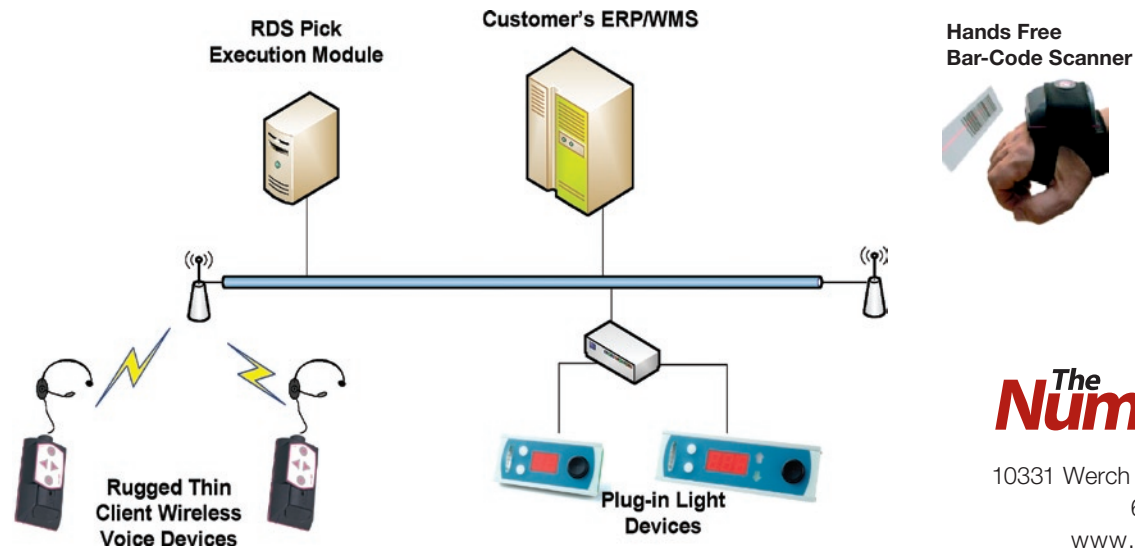 RDS Pick
Execution Module
Customer's ERP/WMS
Hands Free
Bar-Code Scanner
Rugged Thin
Client Wireless
Voice Devices
Plug-in Light
Devices
The
10331 Werch
www.